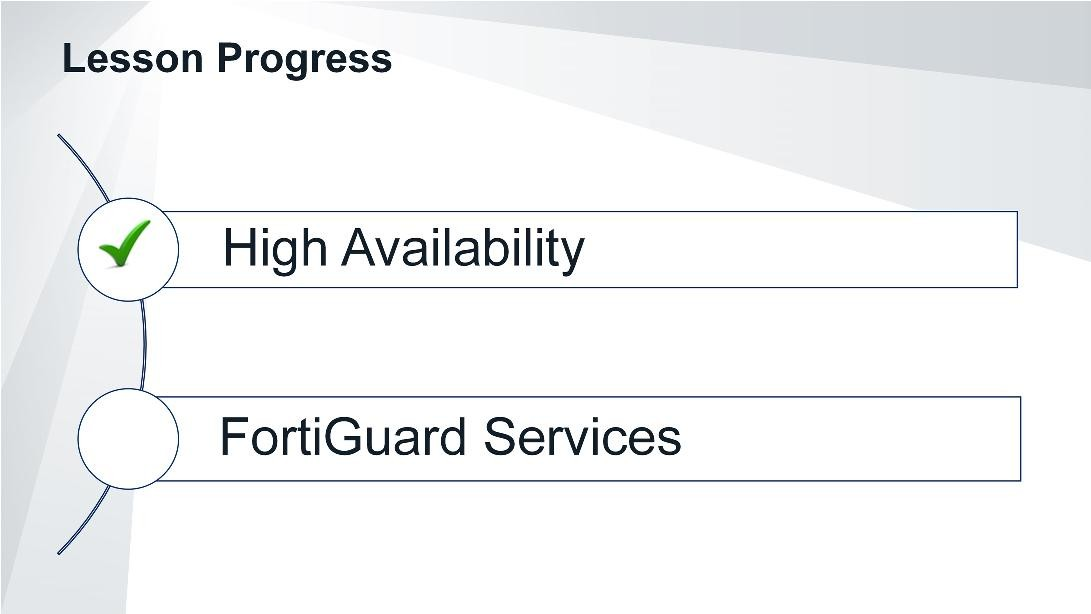 Lesson Progress
High Availability
FortiGuard Services